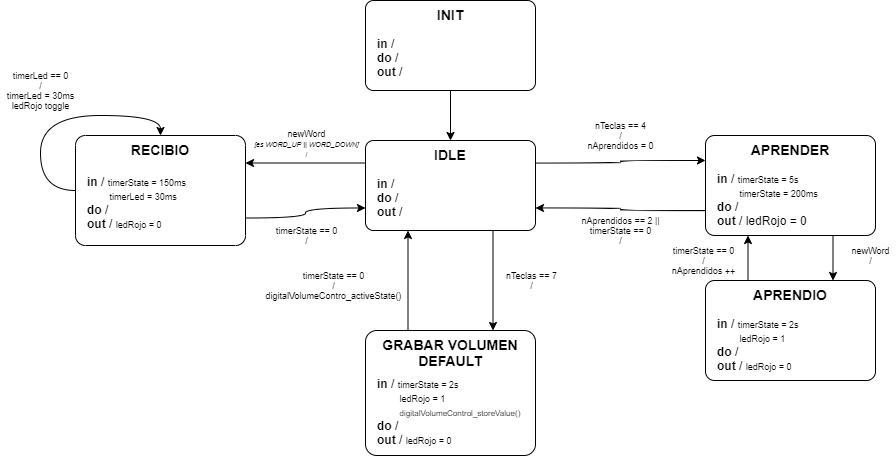 INIT
in /
do /
out /
timerLed == 0
/
timerLed = 30ms
ledRojo toggle
RECIBIO
in / timerState = 150ms
timerLed = 30ms
do /
out / ledRojo = 0
newWord
[es WORD_UP || WORD_DOWN]
/
timerState == 0
/
IDLE
in /
do /
out /
nTeclas == 4
/
nAprendidos = 0
nAprendidos == 2 ||
timerState == 0
/
APRENDER
in / timerState = 5s
timerState = 200ms
do /
out / ledRojo = 0
timerState == 0
/
digitalVolumeContro_activeState()
nTeclas == 7
/
timerState == 0
/
nAprendidos ++
newWord
/
APRENDIO
in / timerState = 2s
ledRojo = 1
do /
out / ledRojo = 0
GRABAR VOLUMEN
DEFAULT
in / timerState = 2s
ledRojo = 1
digitalVolumeControl_storeValue()
do /
out / ledRojo = 0